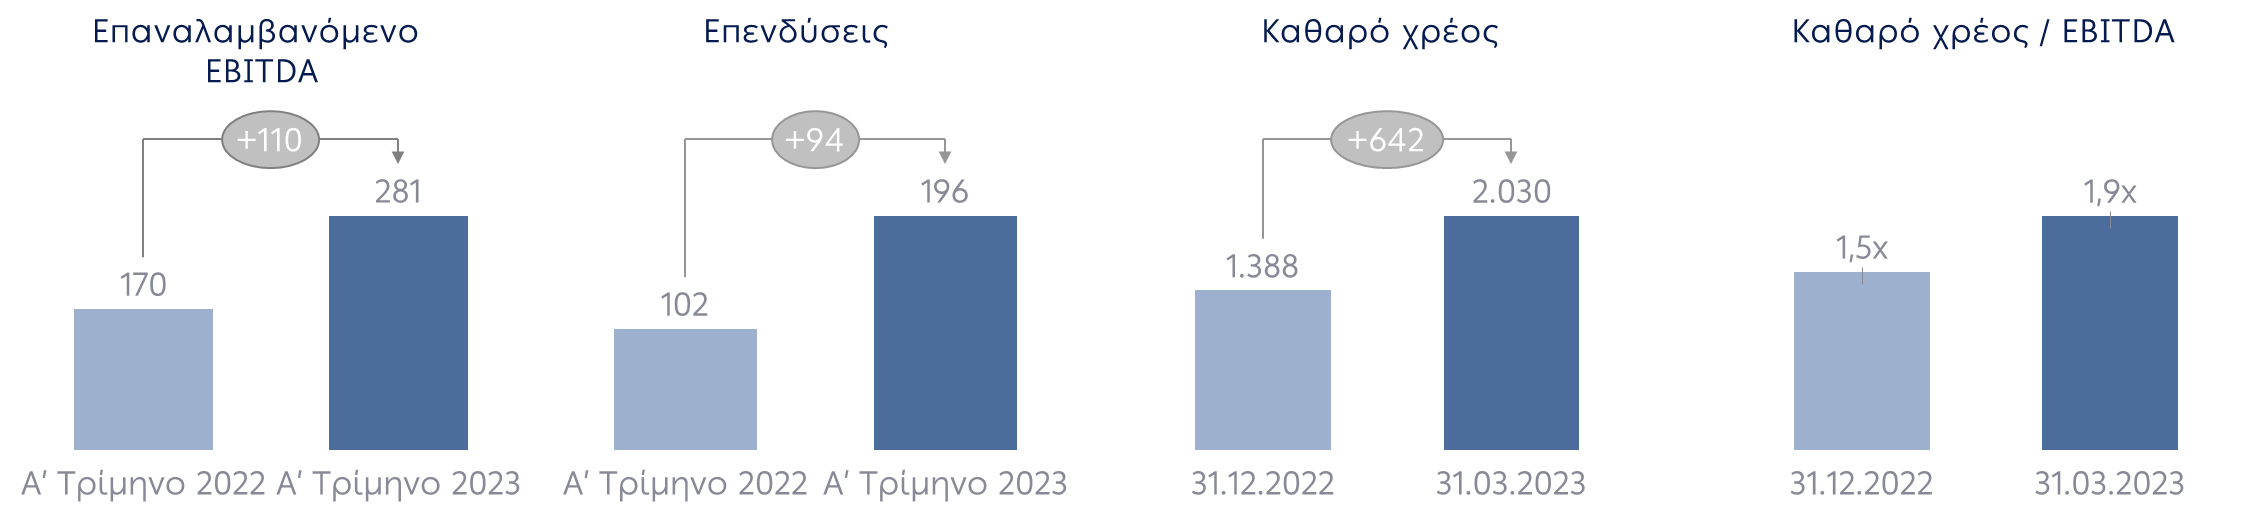 Επαναλαμβανόμενο
EBITDA
+110
281
170
Α' Τρίμηνο 2022
Α' Τρίμηνο 2023
Επενδύσεις
+94
196
102
Α' Τρίμηνο 2022
Α' Τρίμηνο 2023
Καθαρό χρέος
+642
2.030
1.388
31.12.2022
31.03.2023
Καθαρό χρέος / EBITDA
1,9x
1,5x
31.12.2022
31.03.2023